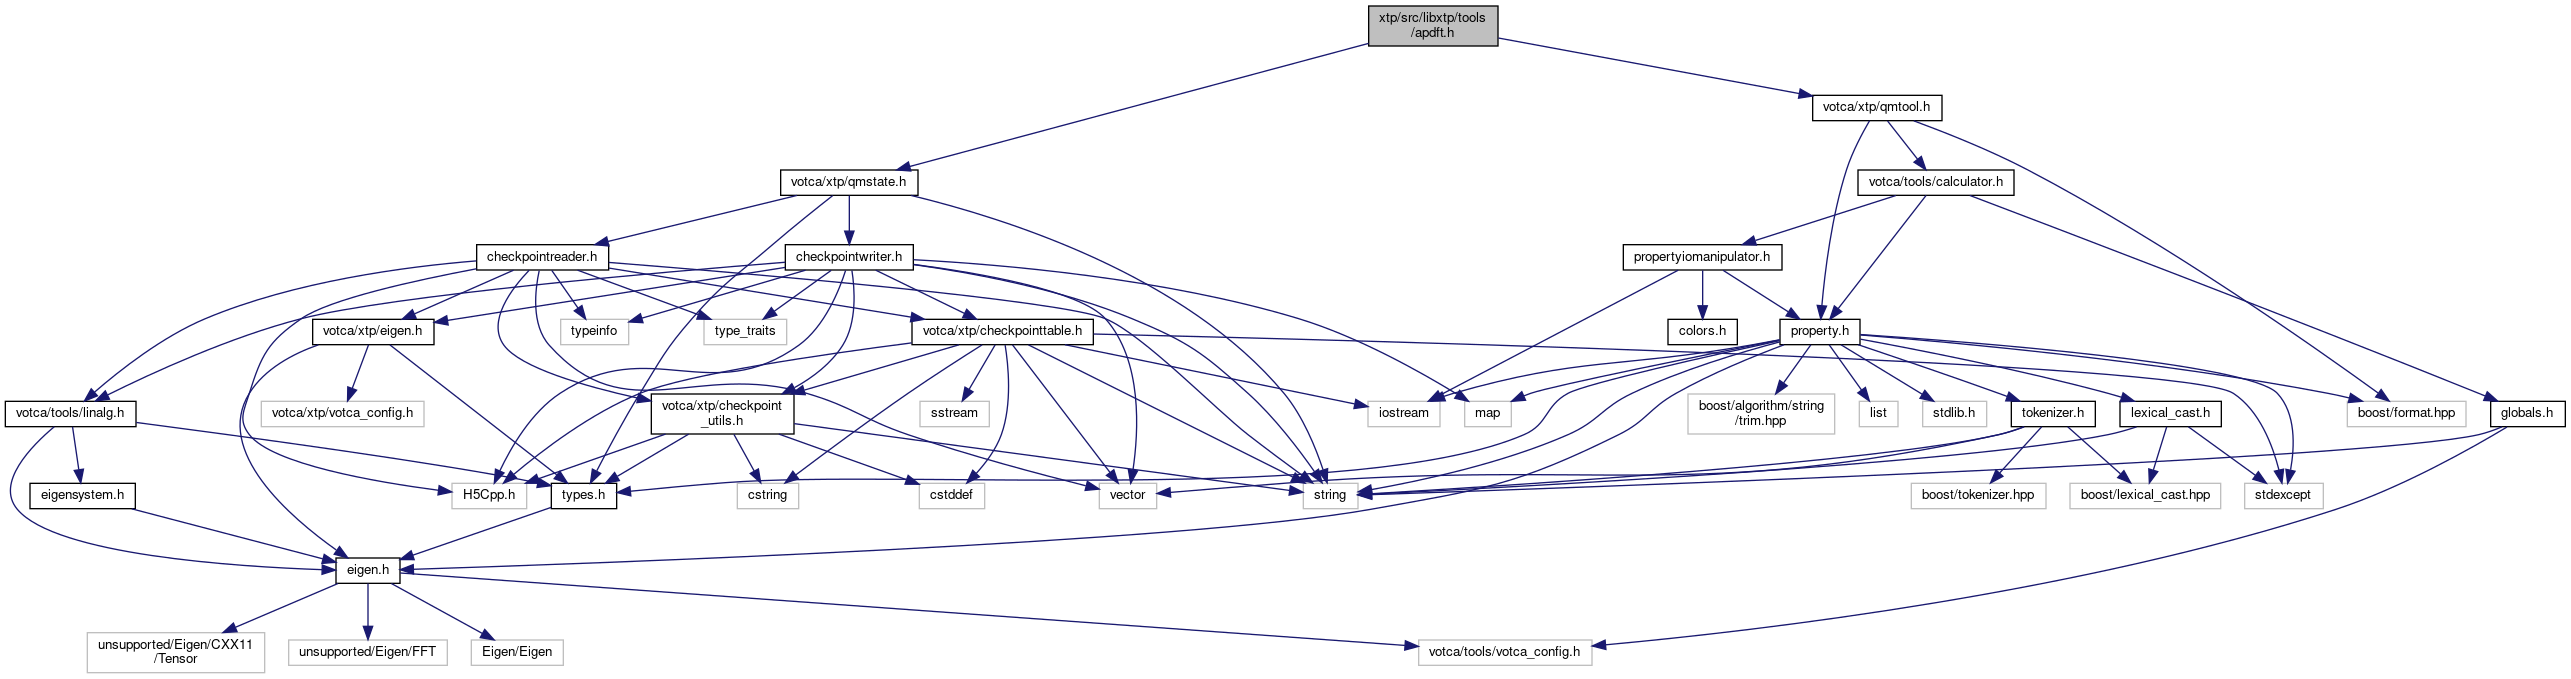 xtp/src/libxtp/tools
/apdft.h
votca/xtp/qmtool.h
votca/xtp/qmstate.h
votca/tools/calculator.h
checkpointreader.h
checkpointwriter.h
propertyiomanipulator.h
votca/xtp/eigen.h
typeinfo
type_traits
votca/xtp/checkpointtable.h
colors.h
property.h
votca/tools/linalg.h
votca/xtp/votca_config.h
votca/xtp/checkpoint
_utils.h
sstream
iostream
map
boost/algorithm/string
/trim.hpp
list
stdlib.h
tokenizer.h
lexical_cast.h
boost/format.hpp
globals.h
eigensystem.h
H5Cpp.h
types.h
cstring
cstddef
vector
string
boost/tokenizer.hpp
boost/lexical_cast.hpp
stdexcept
eigen.h
unsupported/Eigen/CXX11
/Tensor
unsupported/Eigen/FFT
Eigen/Eigen
votca/tools/votca_config.h